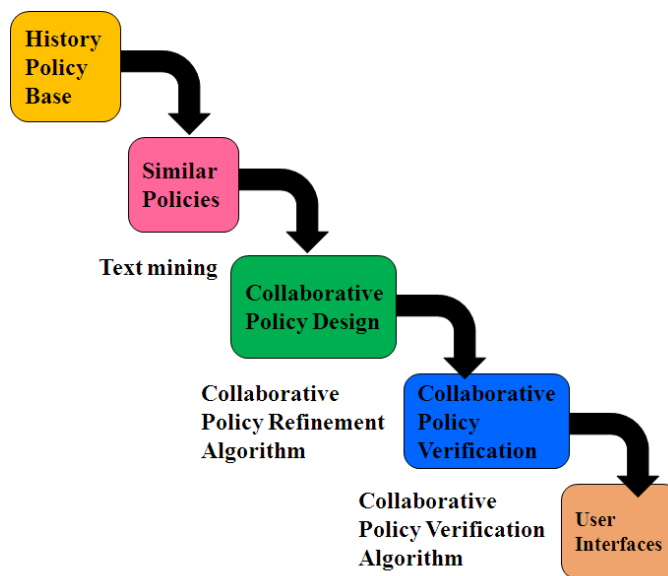 History
Policy
Base
Similar
Policies
Text mining
Collaborative
Policy Design
Collaborative
Policy Refinement
Algorithm
Collaborative
Policy
Verification
Collaborative
Policy Verification
Algorithm
User
Interfaces